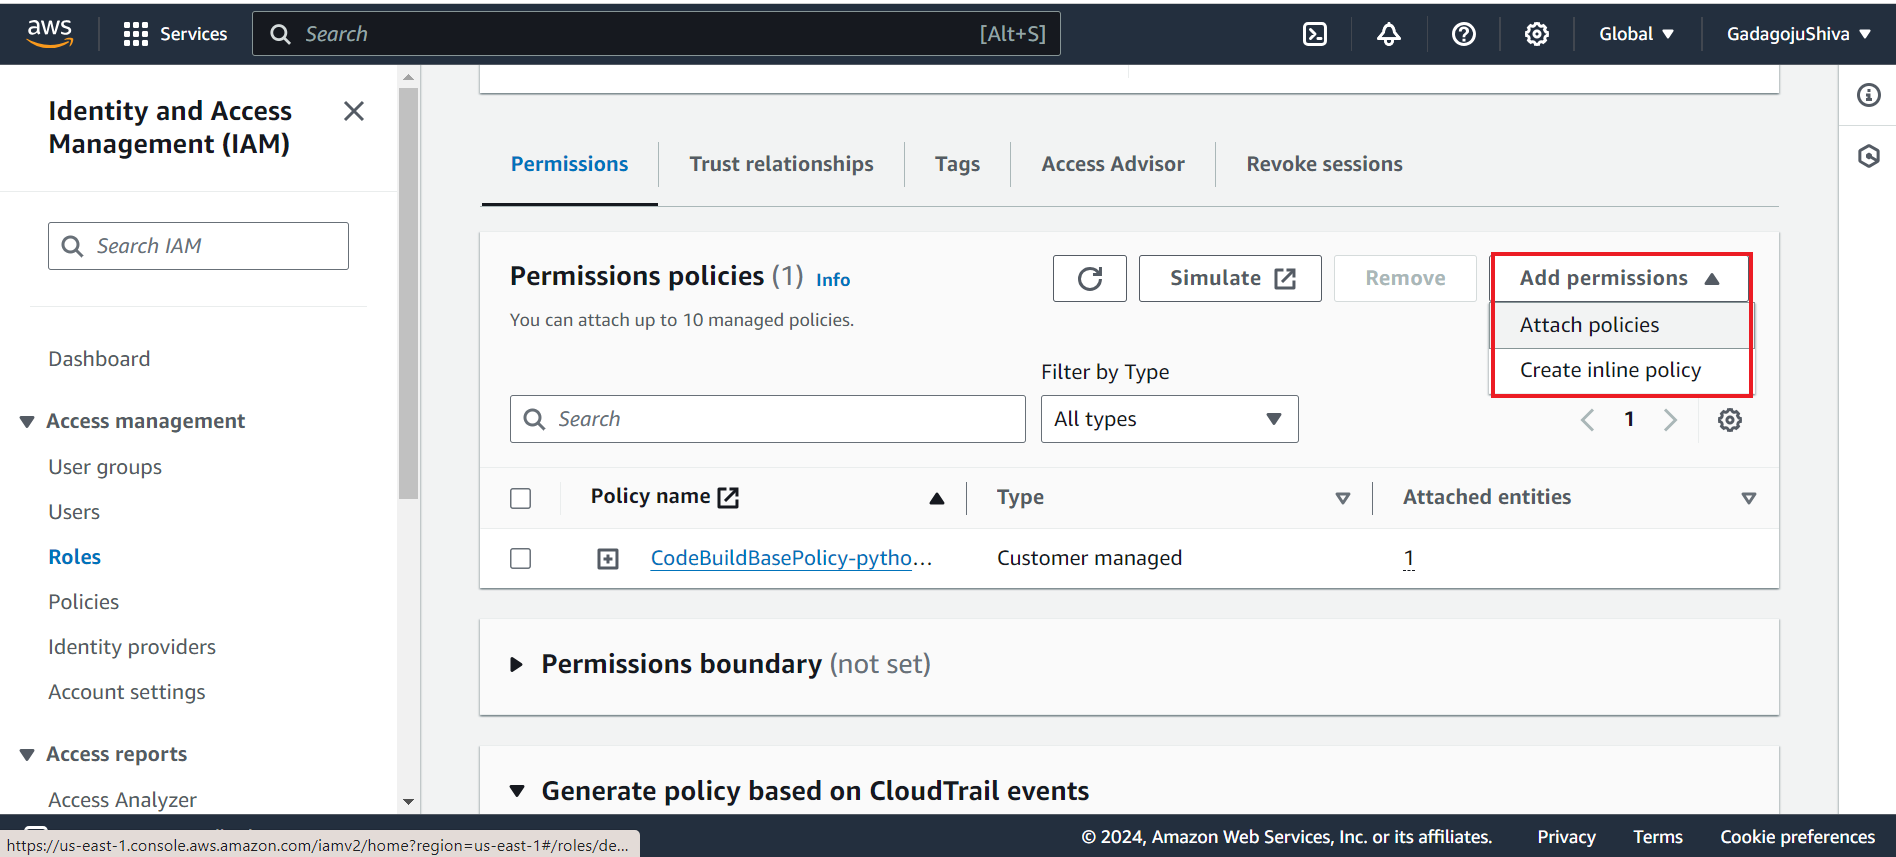 aws
Services
Search
[Alt+S]
Global
GadagojuShiva
Identity and Access
Management (IAM)
Search IAM
Dashboard
Access management
User groups
Users
Roles
Policies
Identity providers
Account settings
Access reports
Access Analyzer
Permissions
Trust relationships
Tags
Access Advisor
Revoke sessions
Permissions policies (1) Info
You can attach up to 10 managed policies.
Simulate
Remove
Add permissions
Attach policies
Create inline policy
Filter by Type
Search
All types
1
Policy name
Type
Attached entities
CodeBuildBasePolicy-pytho...
Customer managed
1
Permissions boundary (not set)
Generate policy based on CloudTrail events
© 2024, Amazon Web Services, Inc. or its affiliates.
Privacy
Terms
Cookie preferences
https://us-east-1.console.aws.amazon.com/iamv2/home?region=us-east-1#/roles/de...